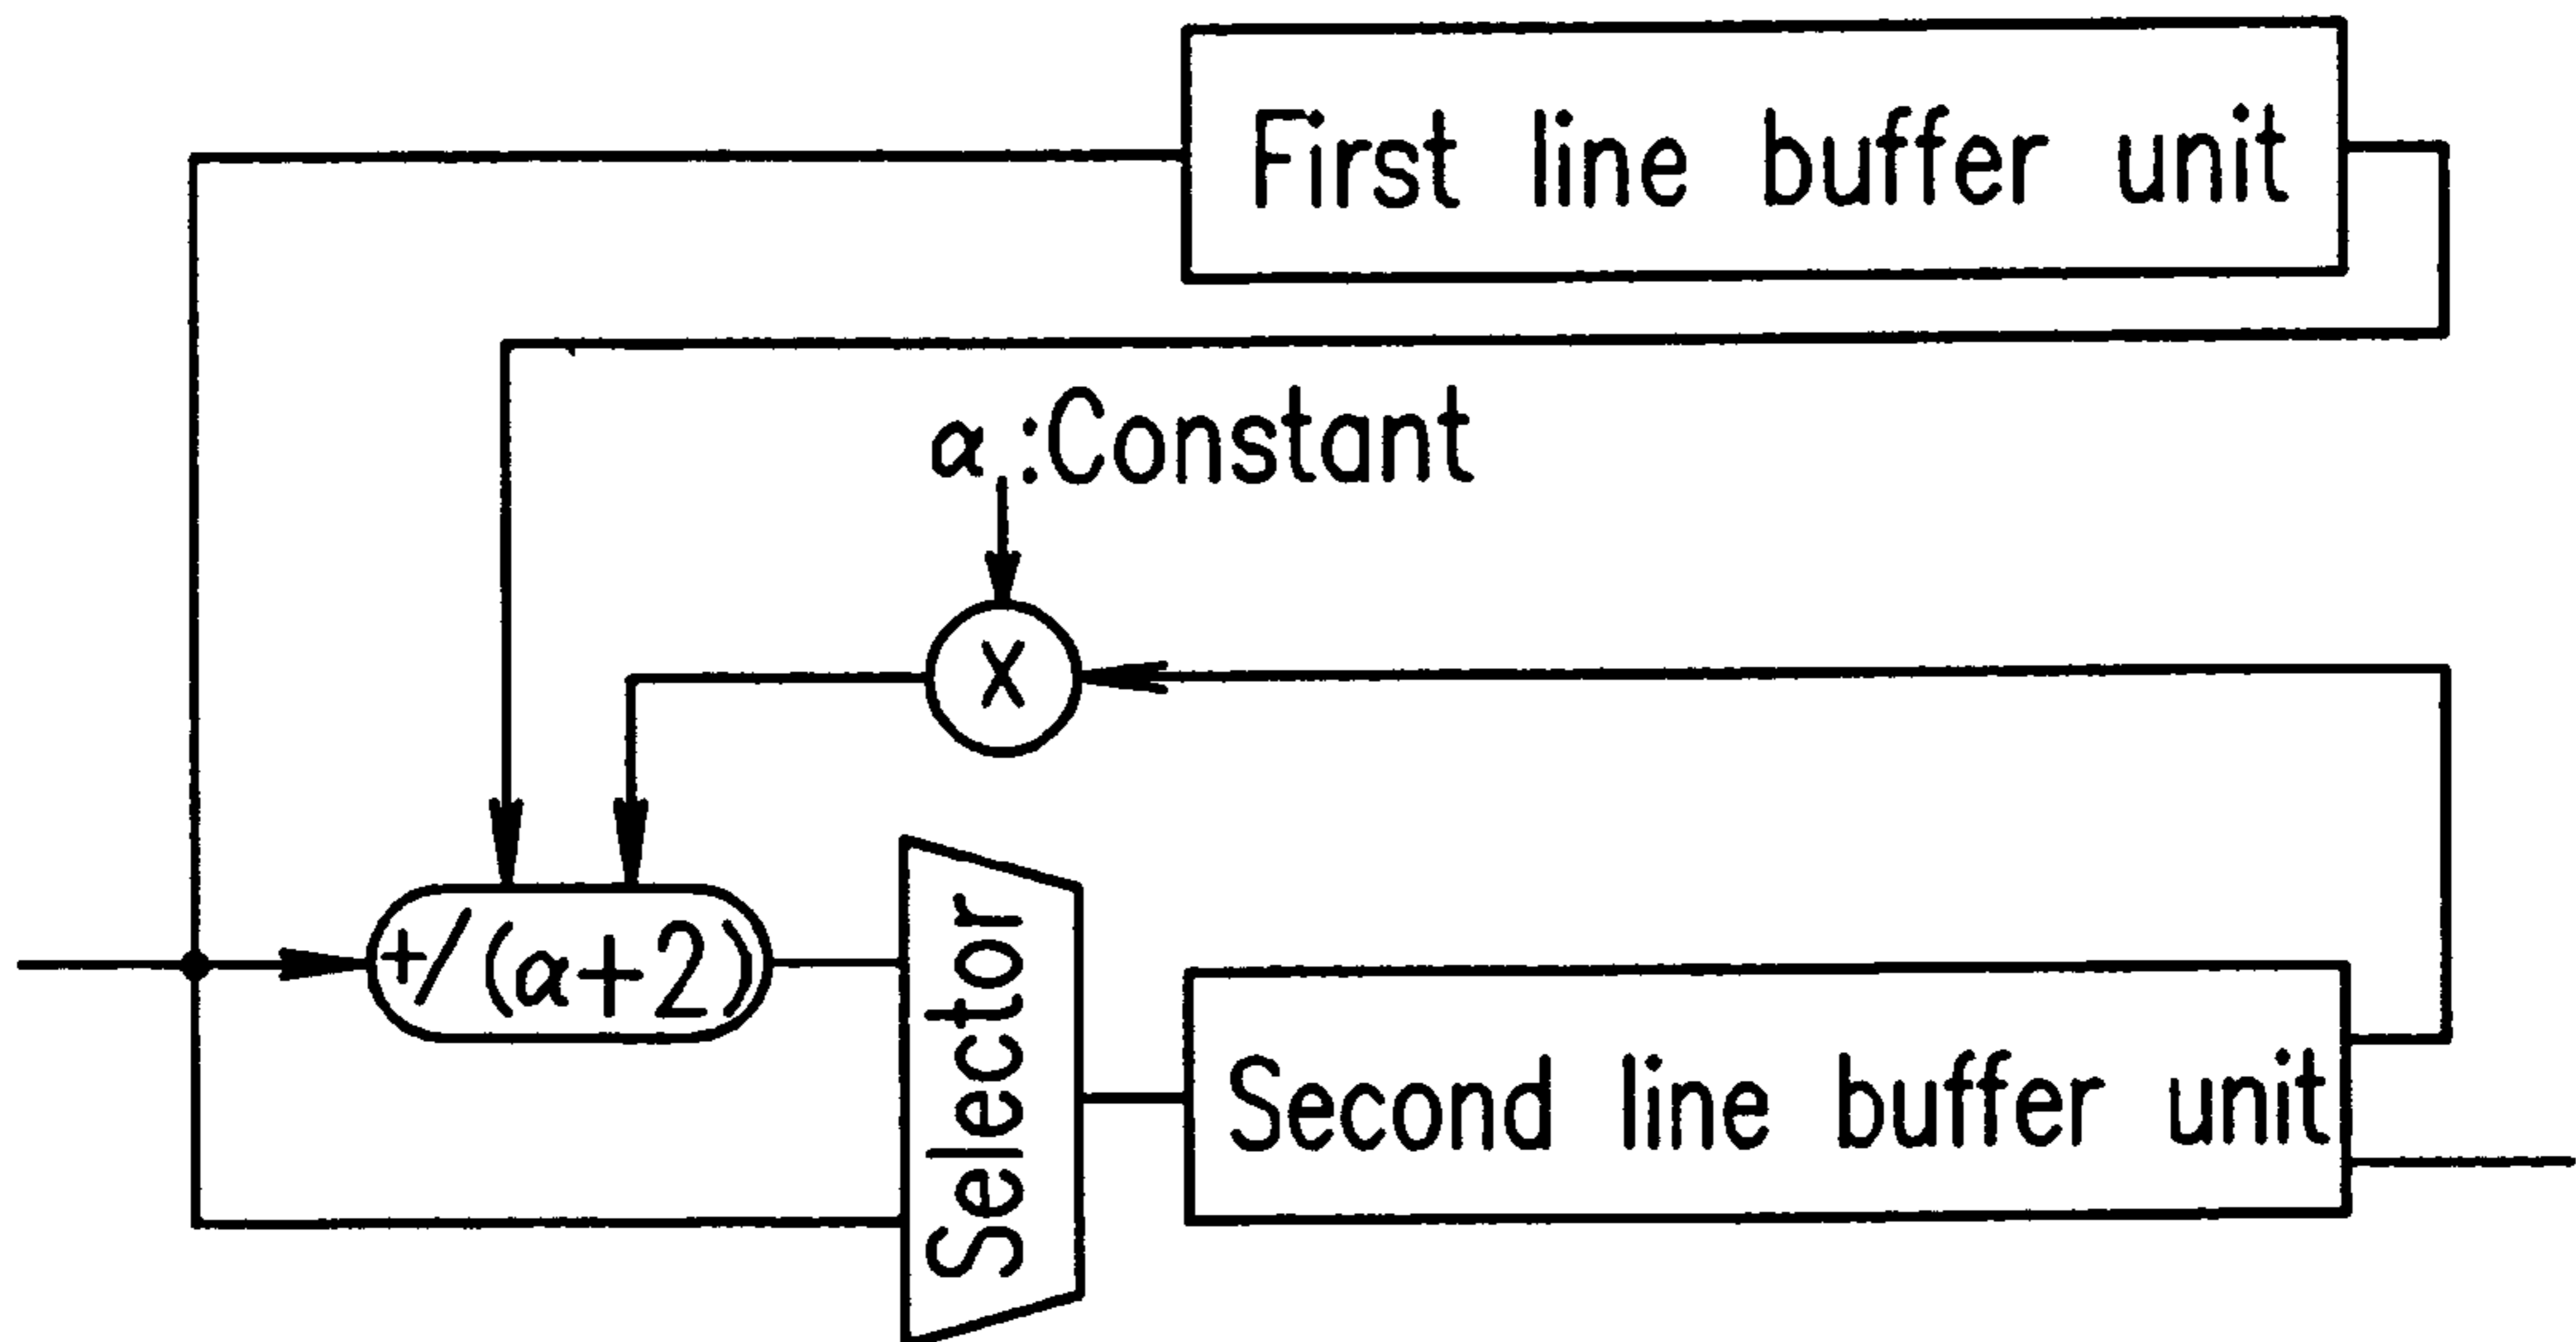 First line buffer unit
α :Constant
X
+/(α+2)
Selector
Second line buffer unit